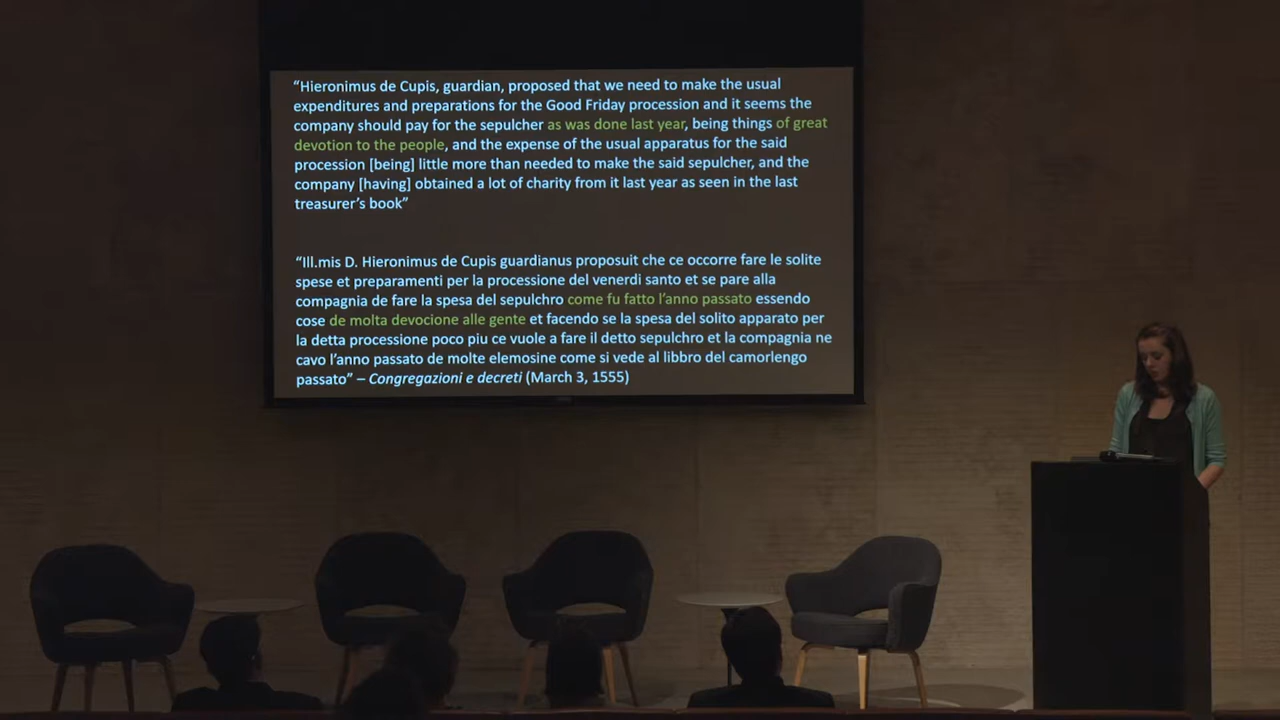 “Hieronimus de Cupis, guardian, proposed that we need to make the usual
expenditures and preparations for the Good Friday procession and it seems the
company should pay for the sepulcher as was done last year, being things of great
devotion to the people, and the expense of the usual apparatus for the said
procession [being] little more than needed to make the said sepulcher, and the
company [having] obtained a lot of charity from it last year as seen in the last
treasurer’s book”
“Ill.mis D. Hieronimus de Cupis guardianus proposuit che ce occorre fare le solite
spese et preparamenti per la processione del venerdi santo et se pare alla
compagnia de fare la spesa del sepulchro come fu fatto l’anno passato essendo
cose de molta devocione alle gente et facendo se la spesa del solito apparato per
la detta processione poco piu ce vuole a fare il detto sepulchro et la compagnia ne
cavo l’anno passato de molte elemosine come si vede al libbro del camorlengo
passato” – Congregazioni e decreti (March 3, 1555)